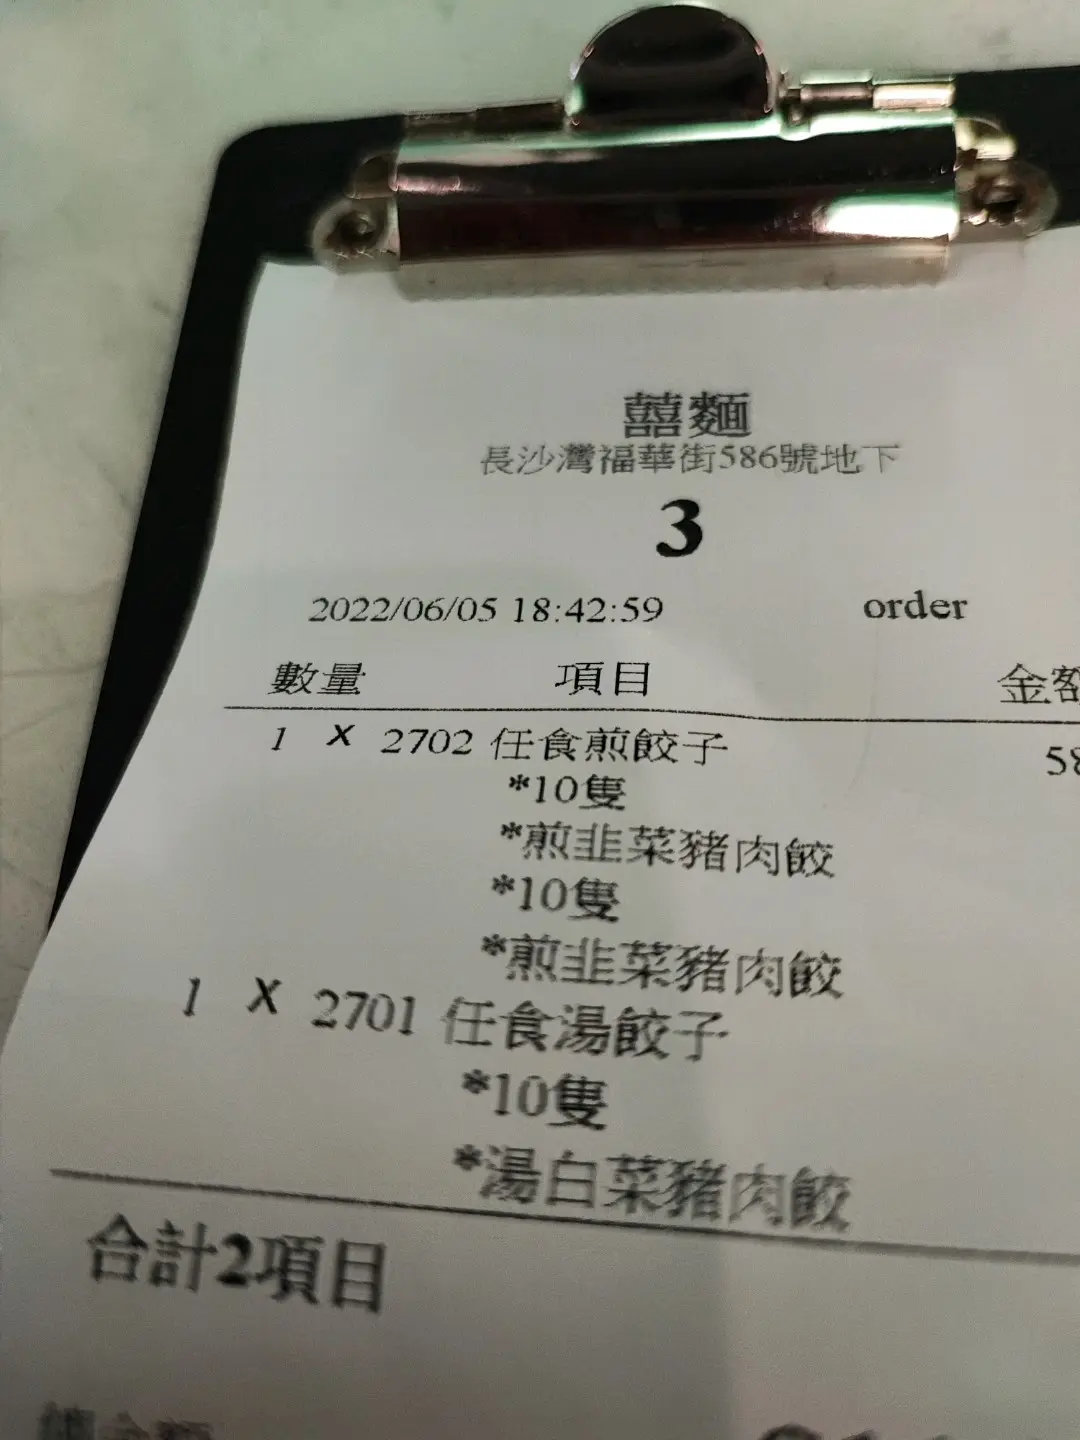 囍麵
長沙灣福華街586號地下
3
2022/06/05 18:42:59 order
數量 項目 金額
1 X 2702 任食煎餃子 58
*10隻
*煎韭菜豬肉餃
*10隻
*煎韭菜豬肉餃
1 X 2701 任食湯餃子
*10隻
*湯白菜豬肉餃
合計2項目